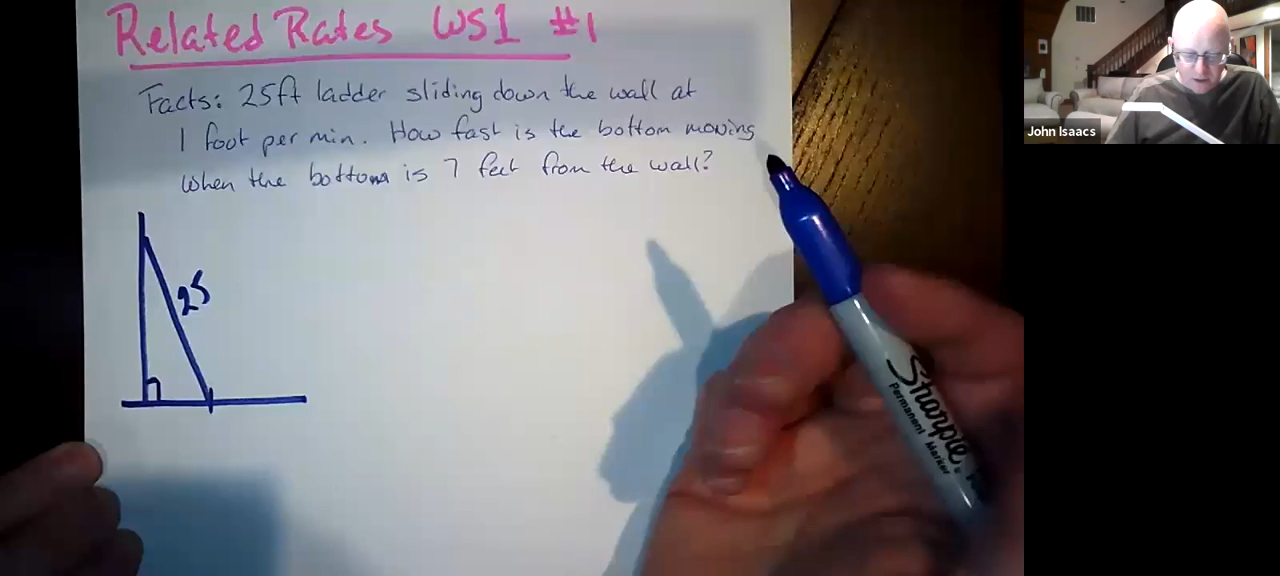 Related Rates WS1 #1
Facts: 25ft ladder sliding down the wall at
1 foot per min. How fast is the bottom moving
when the bottom is 7 feet from the wall?
25
Sharpie
Permanent Marker
John Isaacs